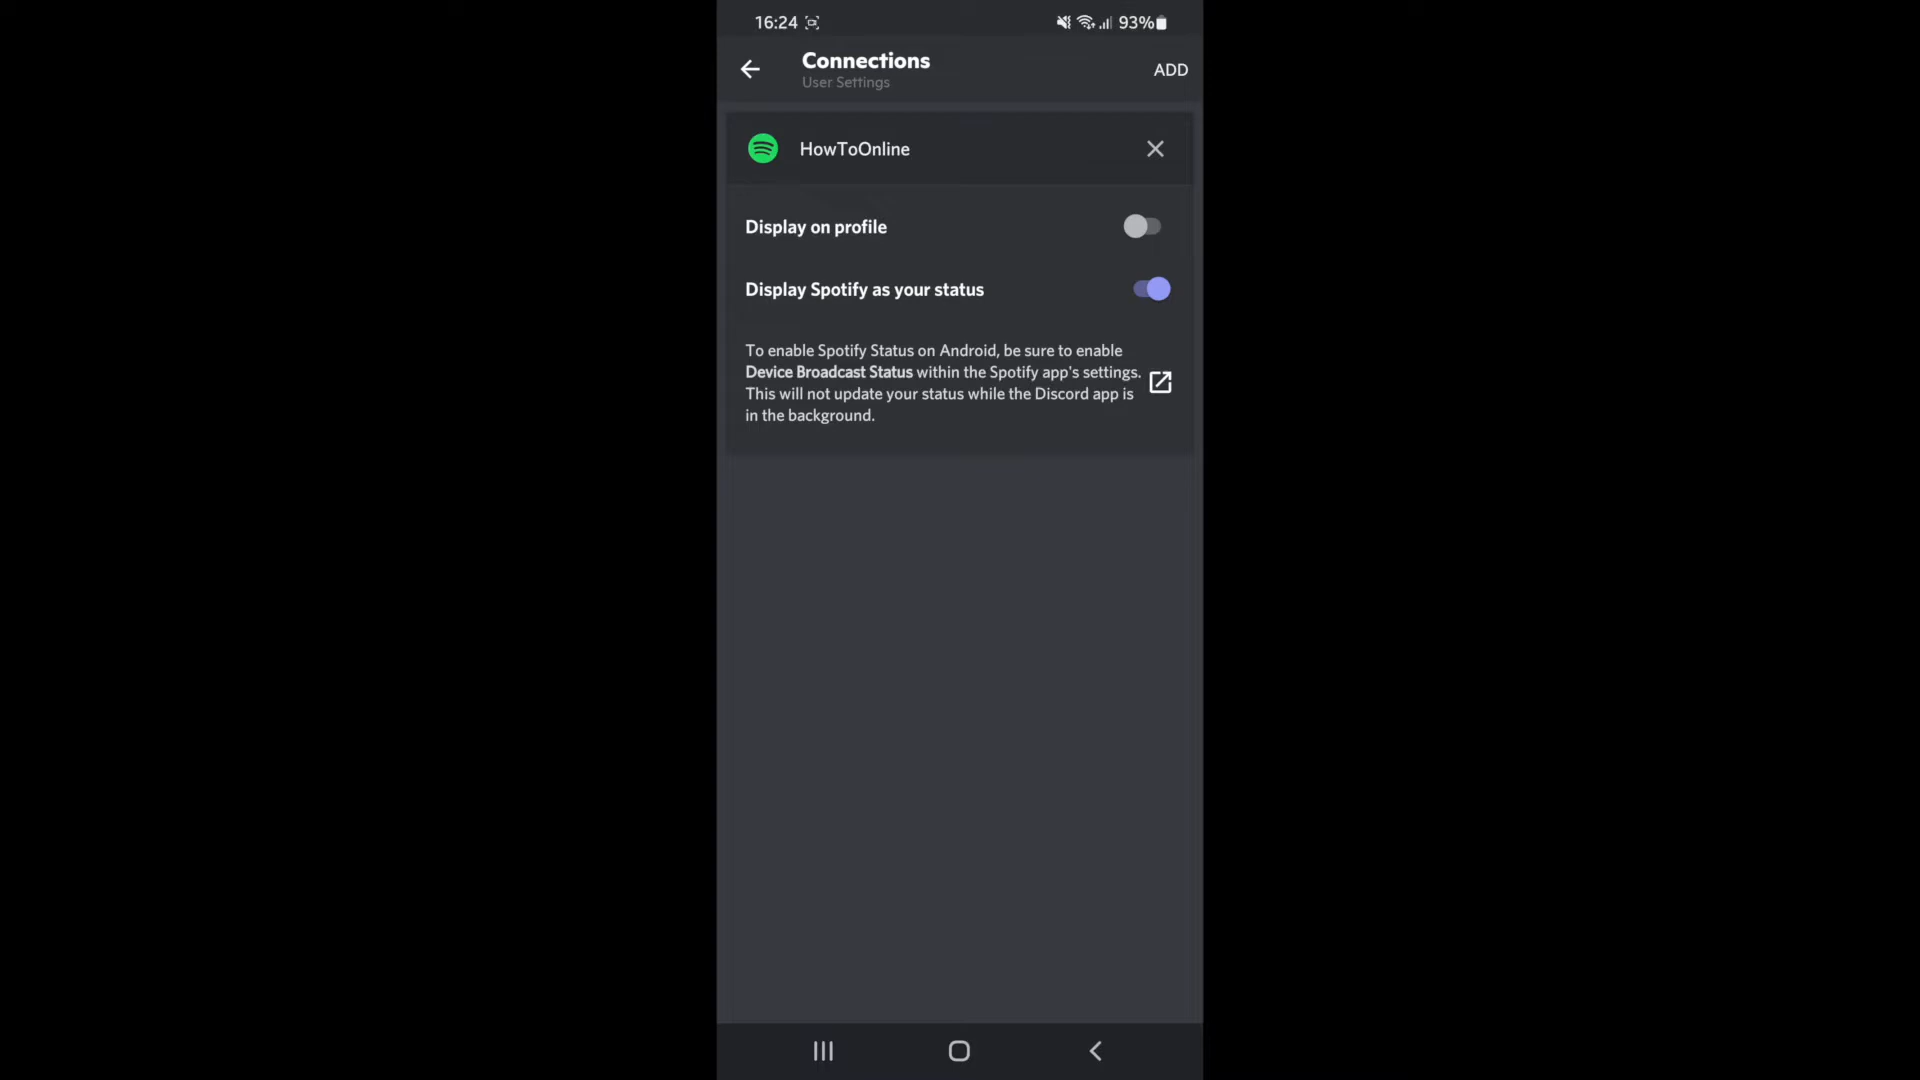 16:24 93%
Connections
User Settings
ADD
HowToOnline
Display on profile
Display Spotify as your status
To enable Spotify Status on Android, be sure to enable
Device Broadcast Status within the Spotify app's settings.
This will not update your status while the Discord app is
in the background.